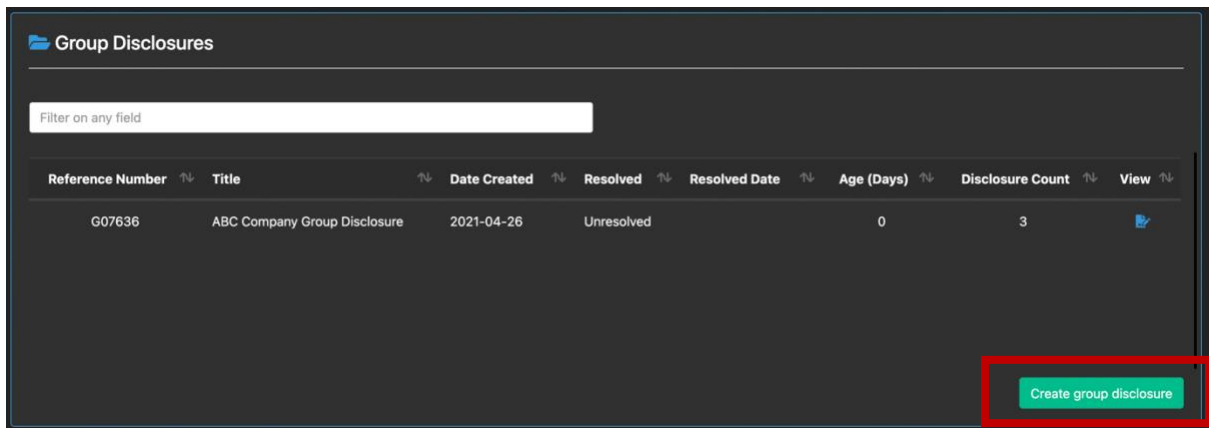 Group Disclosures
Filter on any field
Reference Number Title Date Created Resolved Resolved Date Age (Days) Disclosure Count View
G07636 ABC Company Group Disclosure 2021-04-26 Unresolved 0 3
Create group disclosure